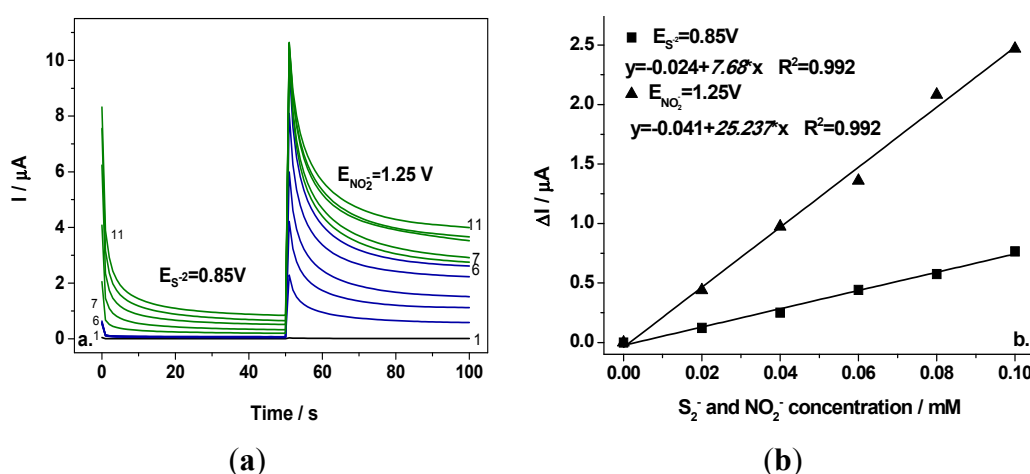 10
8
6
4
2
0
I / µA
11
7
6
1
a.
E_S-2=0.85V
E_NO2-=1.25 V
11
7
6
1
0 20 40 60 80 100
Time / s
(a)
2.5
2.0
1.5
1.0
0.5
0.0
ΔI / µA
■ E_S-2=0.85V
y=-0.024+7.68*x R²=0.992
▲ E_NO2-=1.25V
y=-0.041+25.237*x R²=0.992
b.
0.00 0.02 0.04 0.06 0.08 0.10
S₂⁻ and NO₂⁻ concentration / mM
(b)